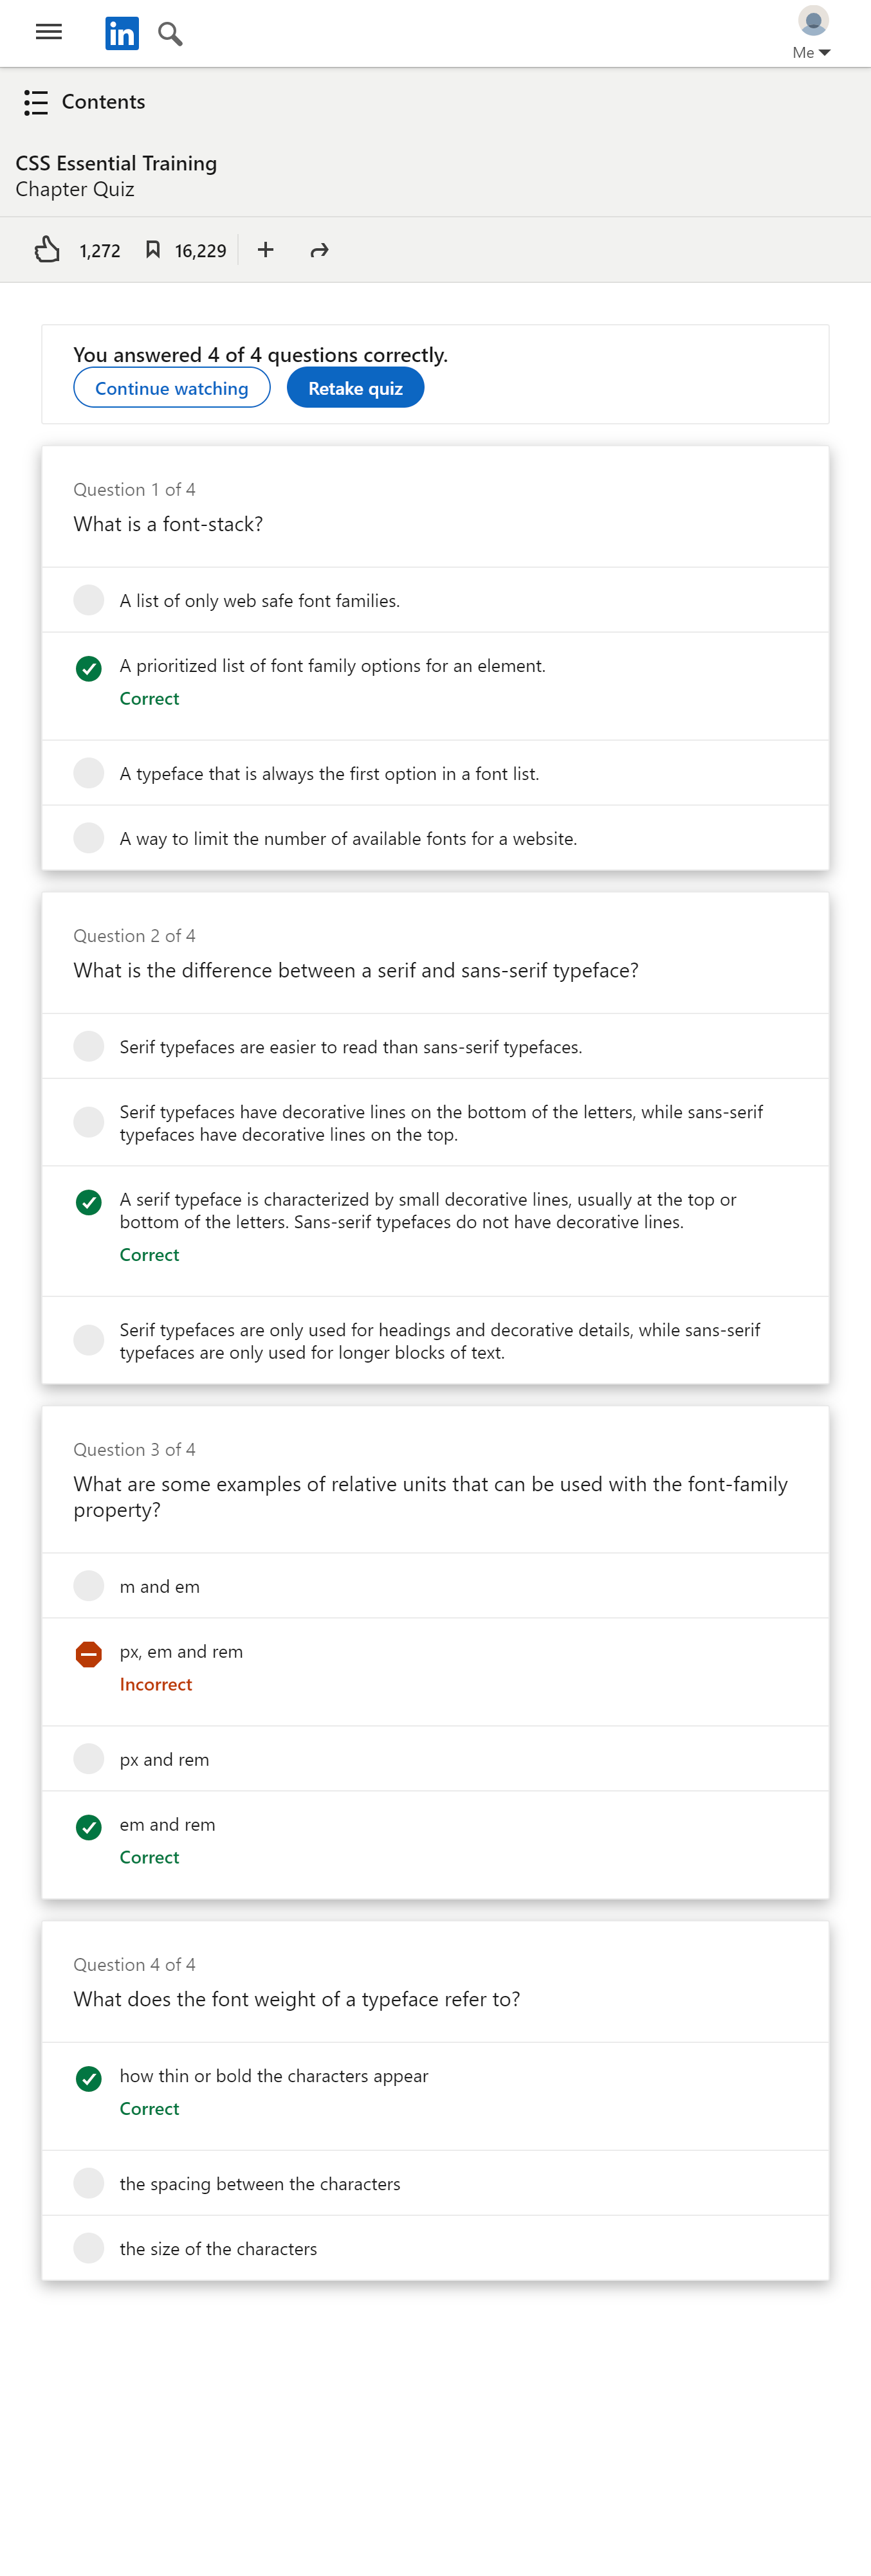 in
Me
Contents
CSS Essential Training
Chapter Quiz
1,272 16,229
You answered 4 of 4 questions correctly.
Continue watching Retake quiz
Question 1 of 4
What is a font-stack?
A list of only web safe font families.
A prioritized list of font family options for an element.
Correct
A typeface that is always the first option in a font list.
A way to limit the number of available fonts for a website.
Question 2 of 4
What is the difference between a serif and sans-serif typeface?
Serif typefaces are easier to read than sans-serif typefaces.
Serif typefaces have decorative lines on the bottom of the letters, while sans-serif
typefaces have decorative lines on the top.
A serif typeface is characterized by small decorative lines, usually at the top or
bottom of the letters. Sans-serif typefaces do not have decorative lines.
Correct
Serif typefaces are only used for headings and decorative details, while sans-serif
typefaces are only used for longer blocks of text.
Question 3 of 4
What are some examples of relative units that can be used with the font-family
property?
m and em
px, em and rem
Incorrect
px and rem
em and rem
Correct
Question 4 of 4
What does the font weight of a typeface refer to?
how thin or bold the characters appear
Correct
the spacing between the characters
the size of the characters